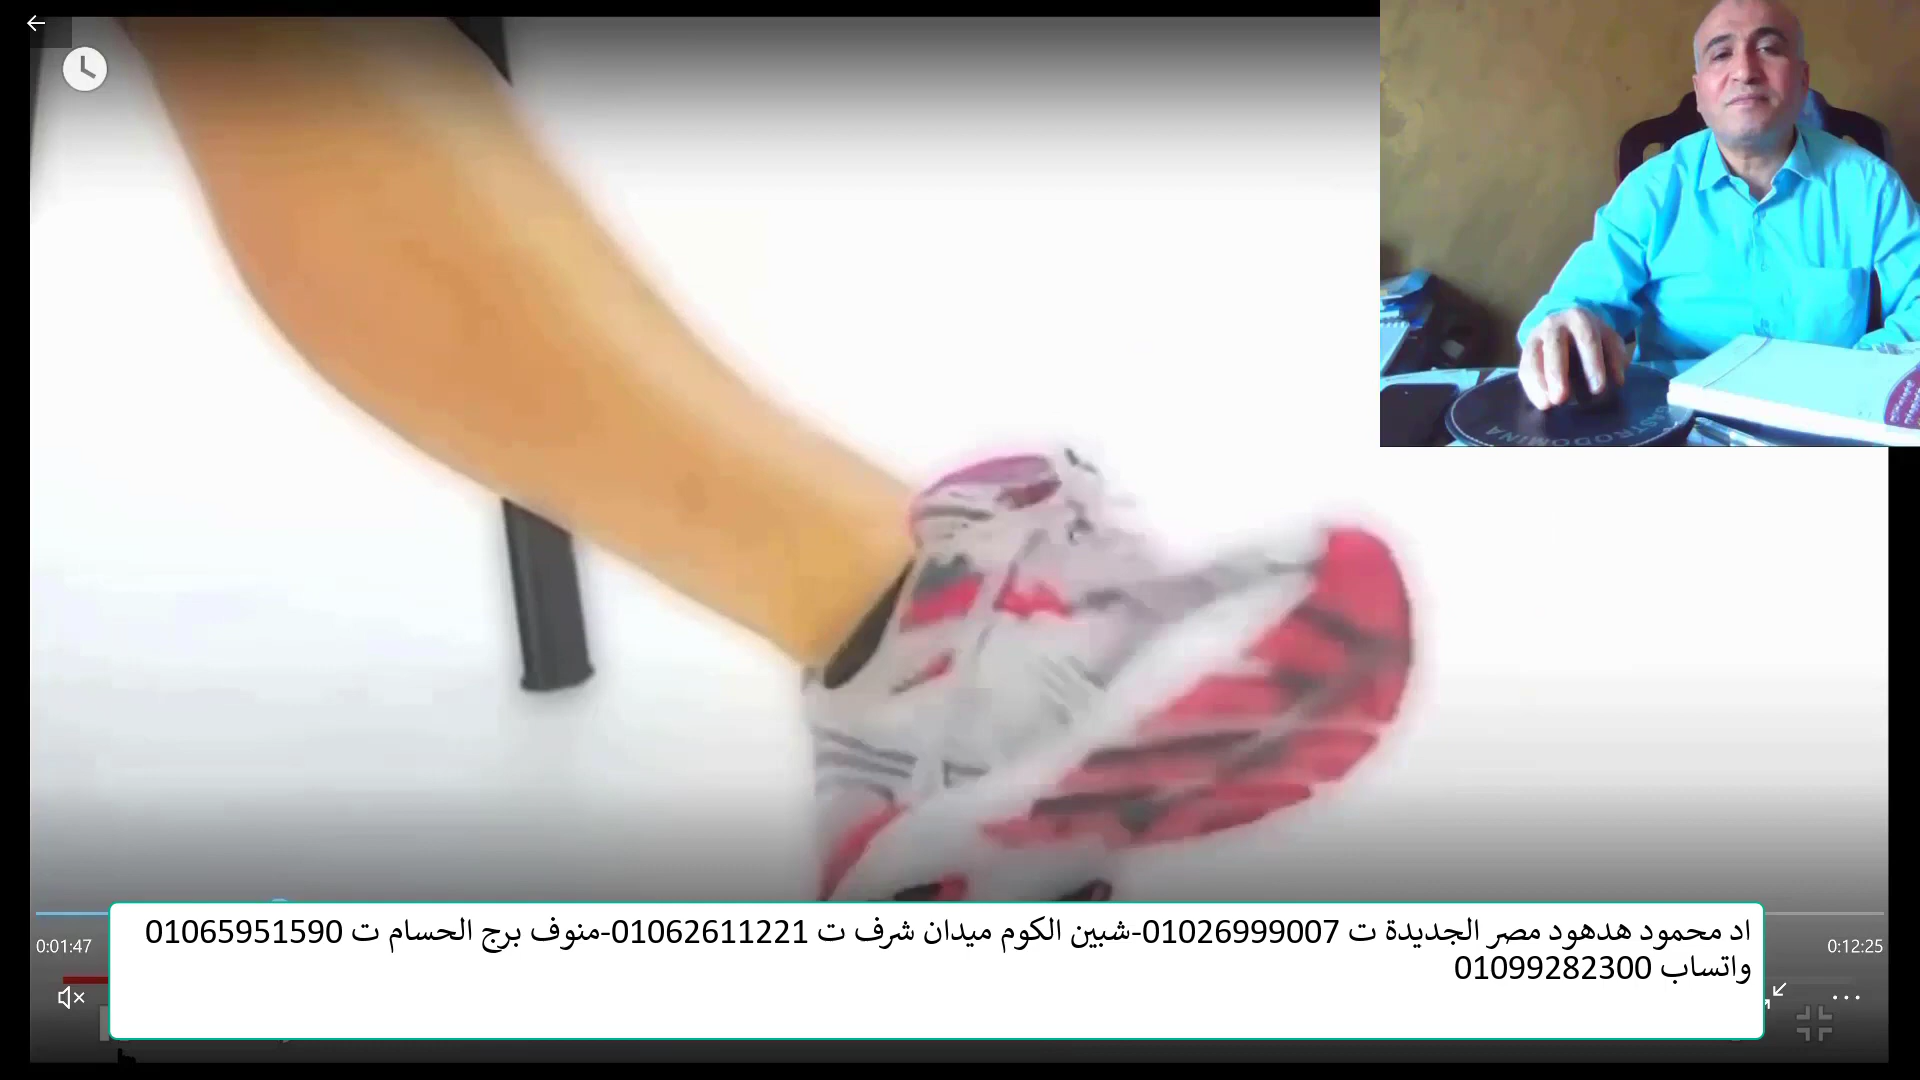 اد محمود هدهود مصر الجديدة ت 01026999007-شبين الكوم ميدان شرف ت 01062611221-منوف برج الحسام ت 01065951590
واتساب 01099282300
0:01:47
0:12:25
GASTRODOMINA